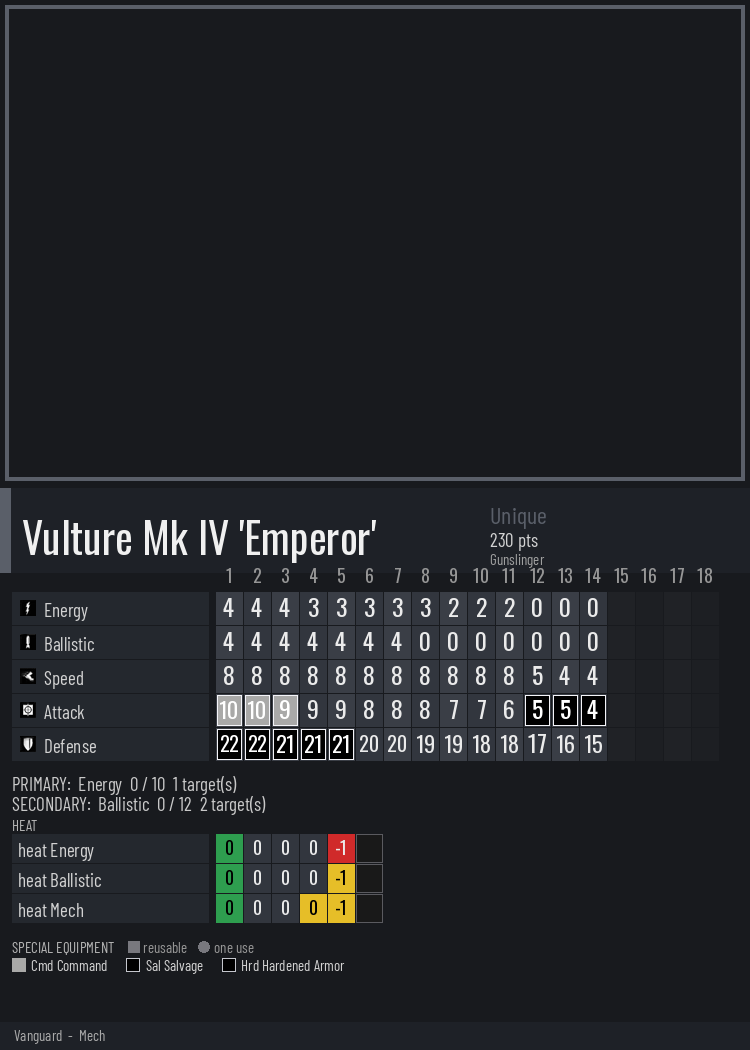 Vulture Mk IV 'Emperor'
Unique
230 pts
Gunslinger
1 2 3 4 5 6 7 8 9 10 11 12 13 14 15 16 17 18
Energy 4 4 4 3 3 3 3 3 2 2 2 0 0 0
Ballistic 4 4 4 4 4 4 4 0 0 0 0 0 0 0
Speed 8 8 8 8 8 8 8 8 8 8 8 5 4 4
Attack 10 10 9 9 9 8 8 8 7 7 6 5 5 4
Defense 22 22 21 21 21 20 20 19 19 18 18 17 16 15
PRIMARY: Energy 0 / 10 1 target(s)
SECONDARY: Ballistic 0 / 12 2 target(s)
HEAT
heat Energy 0 0 0 0 -1
heat Ballistic 0 0 0 0 -1
heat Mech 0 0 0 0 -1
SPECIAL EQUIPMENT reusable one use
Cmd Command Sal Salvage Hrd Hardened Armor
Vanguard - Mech